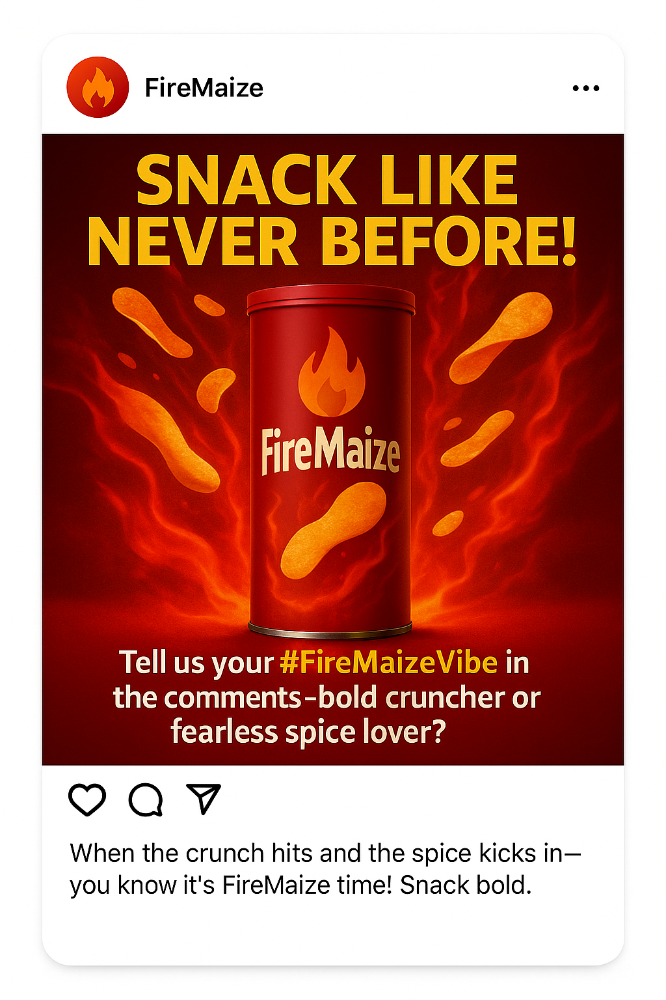 FireMaize
SNACK LIKE
NEVER BEFORE!
FireMaize
Tell us your #FireMaizeVibe in
the comments–bold cruncher or
fearless spice lover?
When the crunch hits and the spice kicks in—
you know it's FireMaize time! Snack bold.